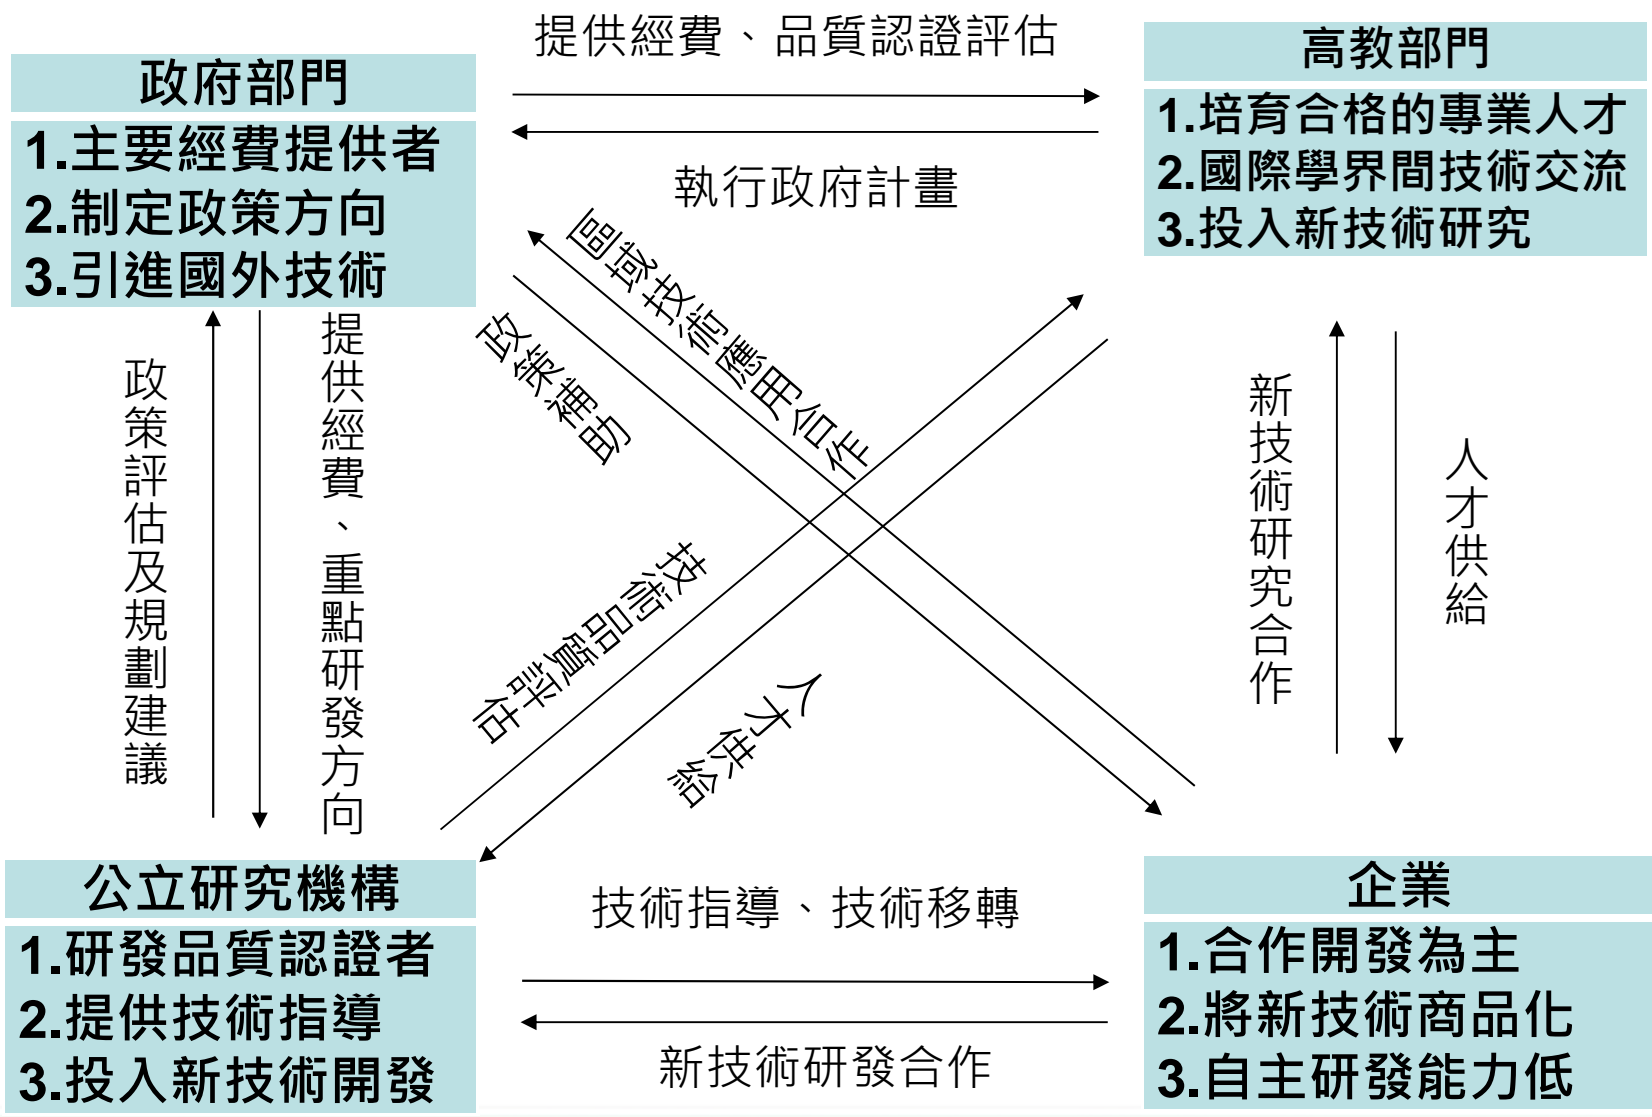 提供經費、品質認證評估
政府部門
1.主要經費提供者
2.制定政策方向
3.引進國外技術
高教部門
1.培育合格的專業人才
2.國際學界間技術交流
3.投入新技術研究
執行政府計畫
區域技術應用合作
政策補助
政策評估及規劃建議
提供經費、重點研發方向
新技術研究合作
人才供給
技術品質評估
人才供給
公立研究機構
1.研發品質認證者
2.提供技術指導
3.投入新技術開發
技術指導、技術移轉
新技術研發合作
企業
1.合作開發為主
2.將新技術商品化
3.自主研發能力低